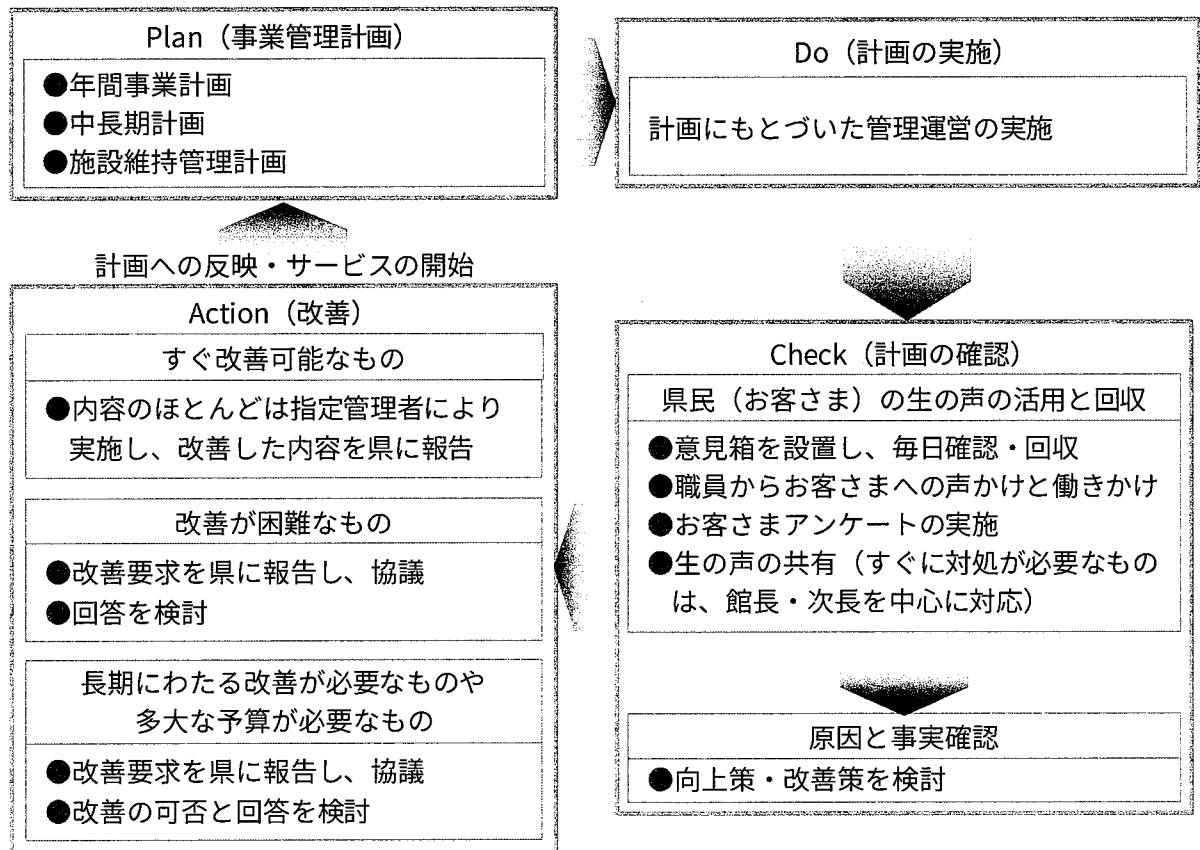 Plan（事業管理計画）
●年間事業計画
●中長期計画
●施設維持管理計画
Do（計画の実施）
計画にもとづいた管理運営の実施
Check（計画の確認）
県民（お客さま）の生の声の活用と回収
●意見箱を設置し、毎日確認・回収
●職員からお客さまへの声かけと働きかけ
●お客さまアンケートの実施
●生の声の共有（すぐに対処が必要なもの
は、館長・次長を中心に対応）
原因と事実確認
●向上策・改善策を検討
Action（改善）
すぐ改善可能なもの
●内容のほとんどは指定管理者により
実施し、改善した内容を県に報告
改善が困難なもの
●改善要求を県に報告し、協議
●回答を検討
長期にわたる改善が必要なものや
多大な予算が必要なもの
●改善要求を県に報告し、協議
●改善の可否と回答を検討
計画への反映・サービスの開始